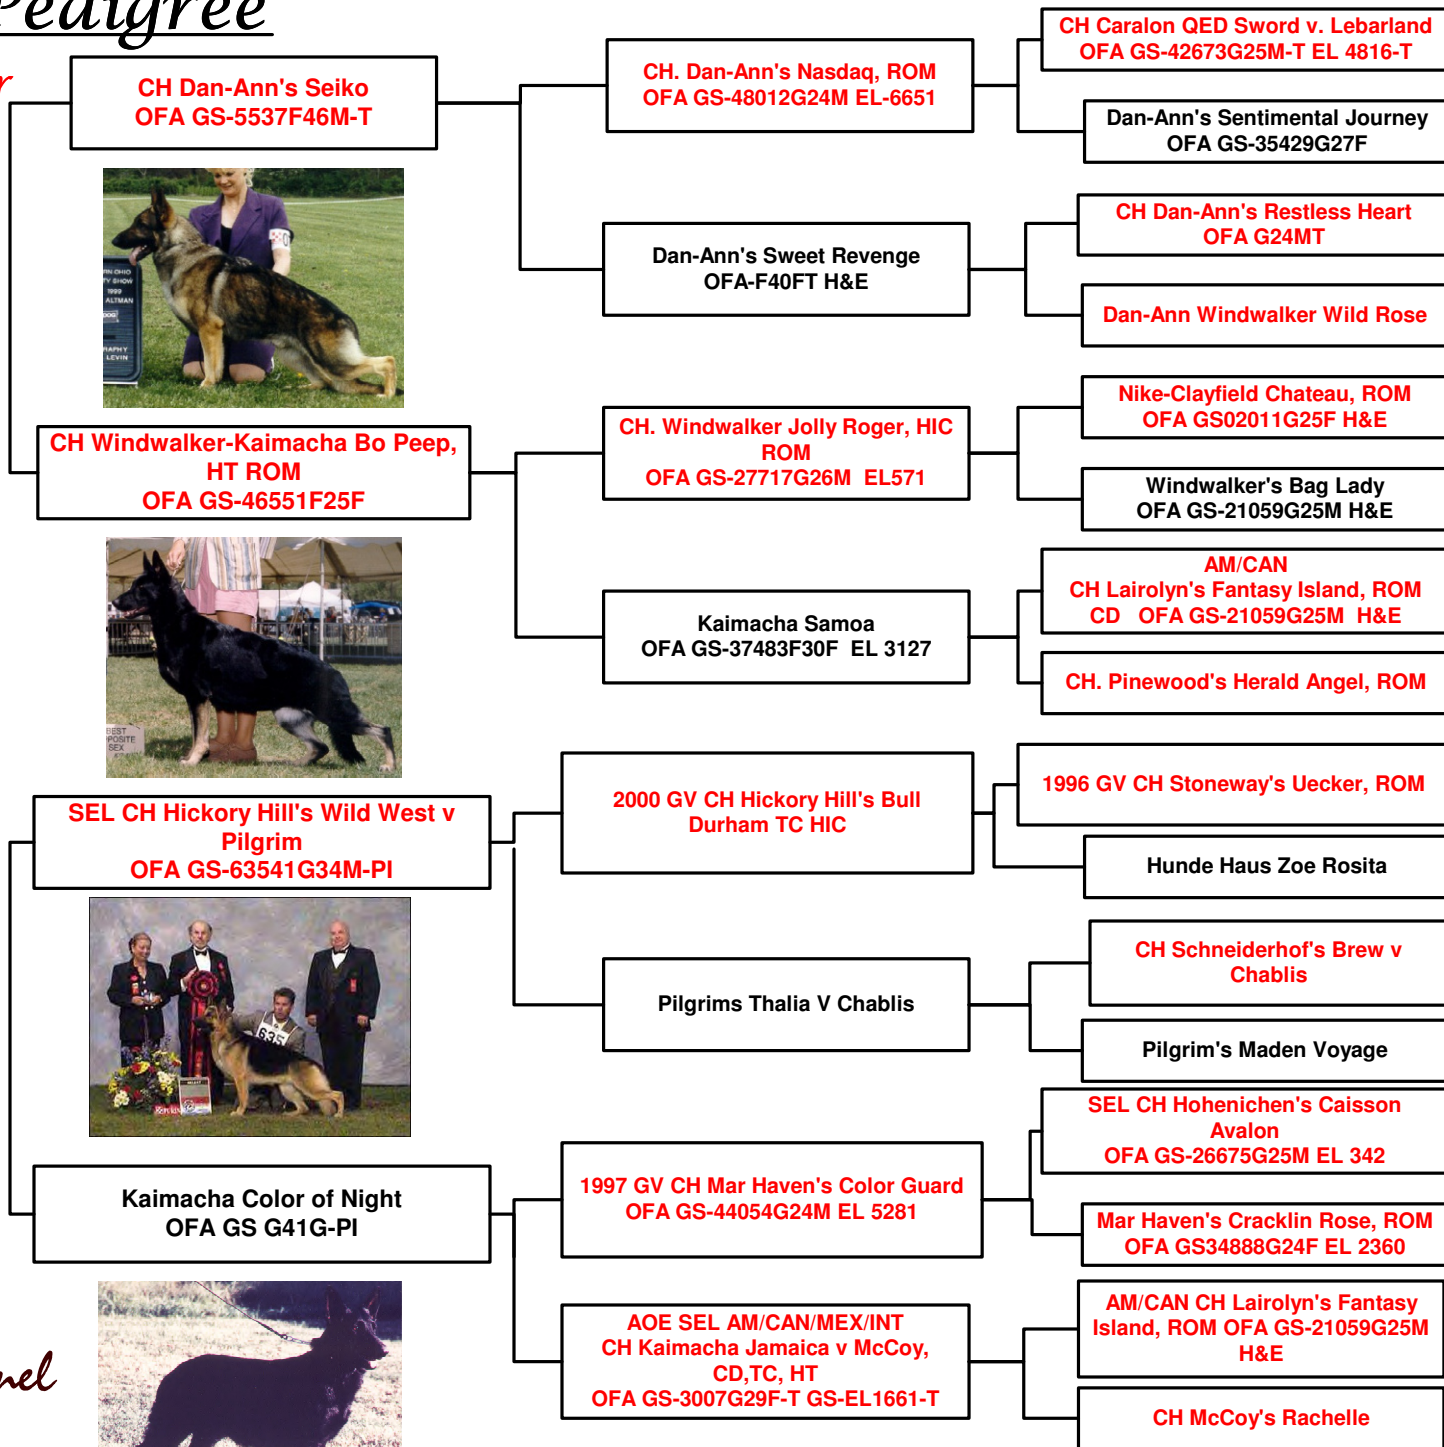 Pedigree
CH Dan-Ann's Seiko
OFA GS-5537F46M-T
CH Windwalker-Kaimacha Bo Peep,
HT ROM
OFA GS-46551F25F
BEST
SEX
SEL CH Hickory Hill's Wild West v
Pilgrim
OFA GS-63541G34M-PI
635
Kaimacha Color of Night
OFA GS G41G-PI
CH. Dan-Ann's Nasdaq, ROM
OFA GS-48012G24M EL-6651
Dan-Ann's Sweet Revenge
OFA-F40FT H&E
CH. Windwalker Jolly Roger, HIC
ROM
OFA GS-27717G26M EL571
Kaimacha Samoa
OFA GS-37483F30F EL 3127
2000 GV CH Hickory Hill's Bull
Durham TC HIC
Pilgrims Thalia V Chablis
1997 GV CH Mar Haven's Color Guard
OFA GS-44054G24M EL 5281
AOE SEL AM/CAN/MEX/INT
CH Kaimacha Jamaica v McCoy,
CD,TC, HT
OFA GS-3007G29F-T GS-EL1661-T
CH Caralon QED Sword v. Lebarland
OFA GS-42673G25M-T EL 4816-T
Dan-Ann's Sentimental Journey
OFA GS-35429G27F
CH Dan-Ann's Restless Heart
OFA G24MT
Dan-Ann Windwalker Wild Rose
Nike-Clayfield Chateau, ROM
OFA GS02011G25F H&E
Windwalker's Bag Lady
OFA GS-21059G25M H&E
AM/CAN
CH Lairolyn's Fantasy Island, ROM
CD OFA GS-21059G25M H&E
CH. Pinewood's Herald Angel, ROM
1996 GV CH Stoneway's Uecker, ROM
Hunde Haus Zoe Rosita
CH Schneiderhof's Brew v
Chablis
Pilgrim's Maden Voyage
SEL CH Hohenichen's Caisson
Avalon
OFA GS-26675G25M EL 342
Mar Haven's Cracklin Rose, ROM
OFA GS34888G24F EL 2360
AM/CAN CH Lairolyn's Fantasy
Island, ROM OFA GS-21059G25M
H&E
CH McCoy's Rachelle